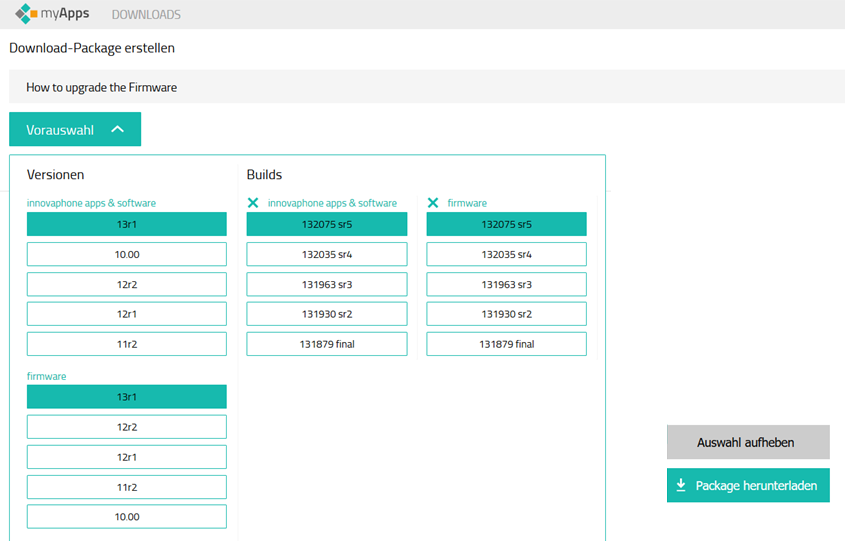 myApps DOWNLOADS
Download-Package erstellen
How to upgrade the Firmware
Vorauswahl
Versionen
innovaphone apps & software
13r1
10.00
12r2
12r1
11r2
firmware
13r1
12r2
12r1
11r2
10.00
Builds
innovaphone apps & software
132075 sr5
132035 sr4
131963 sr3
131930 sr2
131879 final
firmware
132075 sr5
132035 sr4
131963 sr3
131930 sr2
131879 final
Auswahl aufheben
Package herunterladen